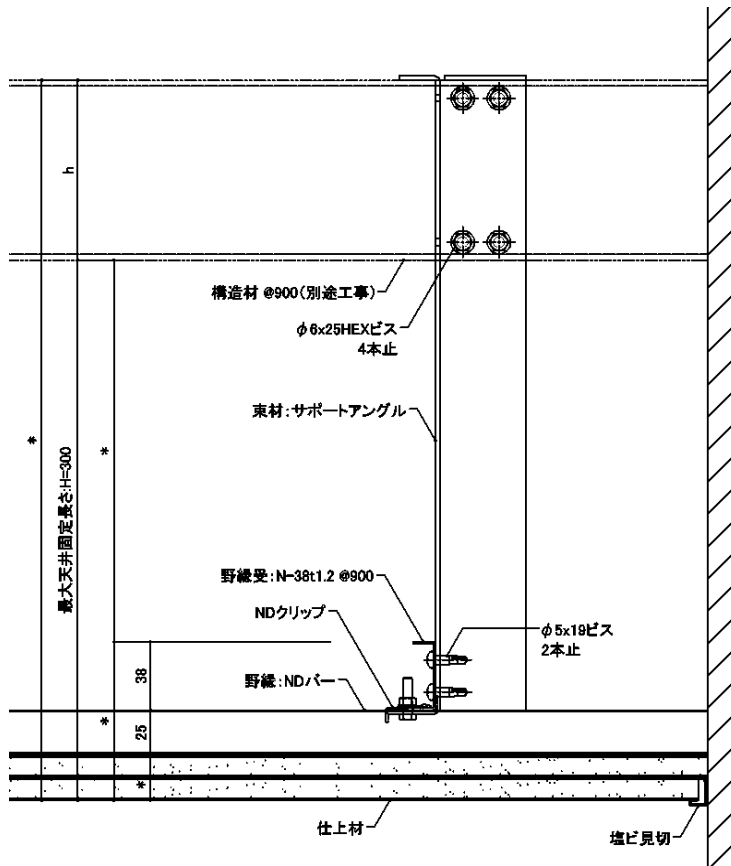 h
構造材 @900(別途工事)
φ6x25HEXビス
4本止
束材:サポートアングル
*
*
最大天井固定長さ:H=300
野縁受:N-38t1.2 @900
NDクリップ
φ5x19ビス
2本止
38
野縁:NDバー
*
25
*
仕上材
塩ビ見切